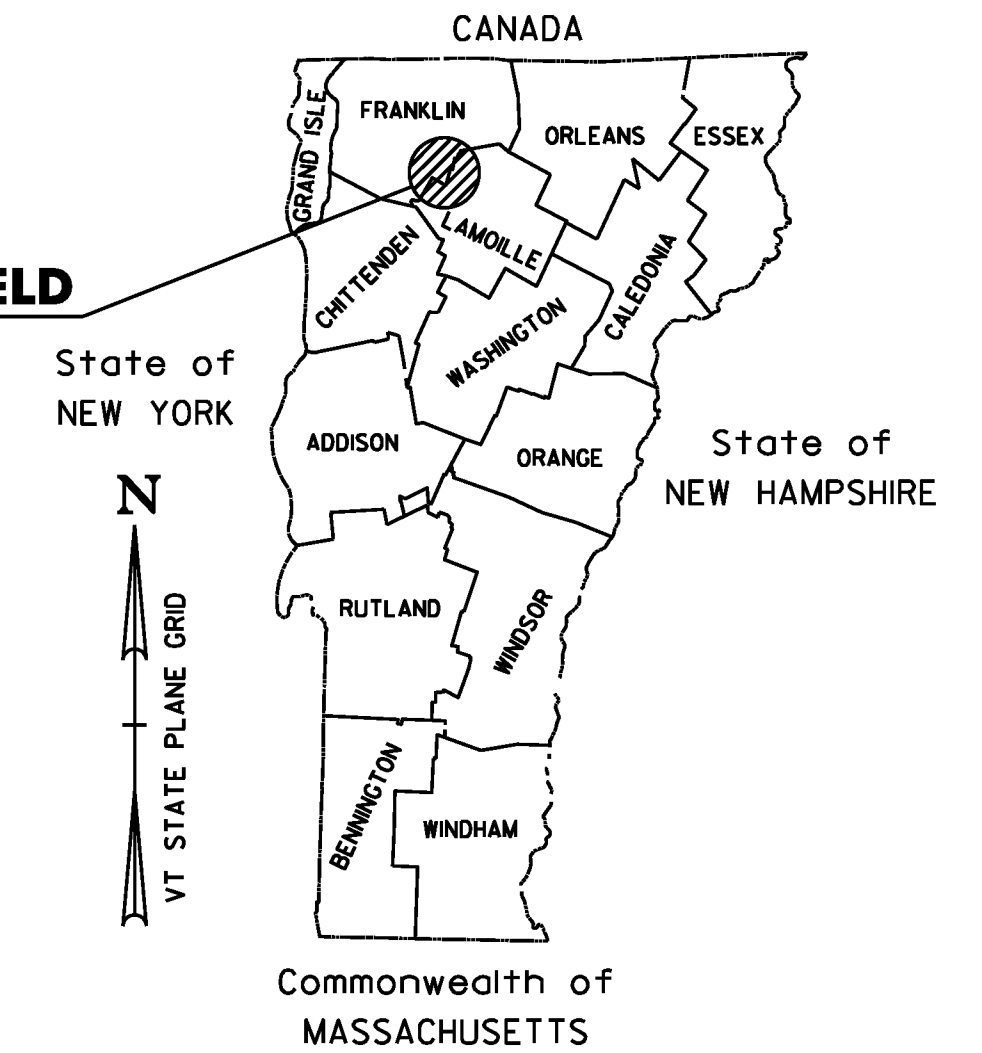 CANADA
FRANKLIN
GRAND ISLE
ORLEANS
ESSEX
LAMOILLE
CHITTENDEN
CALEDONIA
ELD
WASHINGTON
State of
NEW YORK
ADDISON
ORANGE
State of
NEW HAMPSHIRE
N
VT STATE PLANE GRID
RUTLAND
WINDSOR
BENNINGTON
WINDHAM
Commonwealth of
MASSACHUSETTS